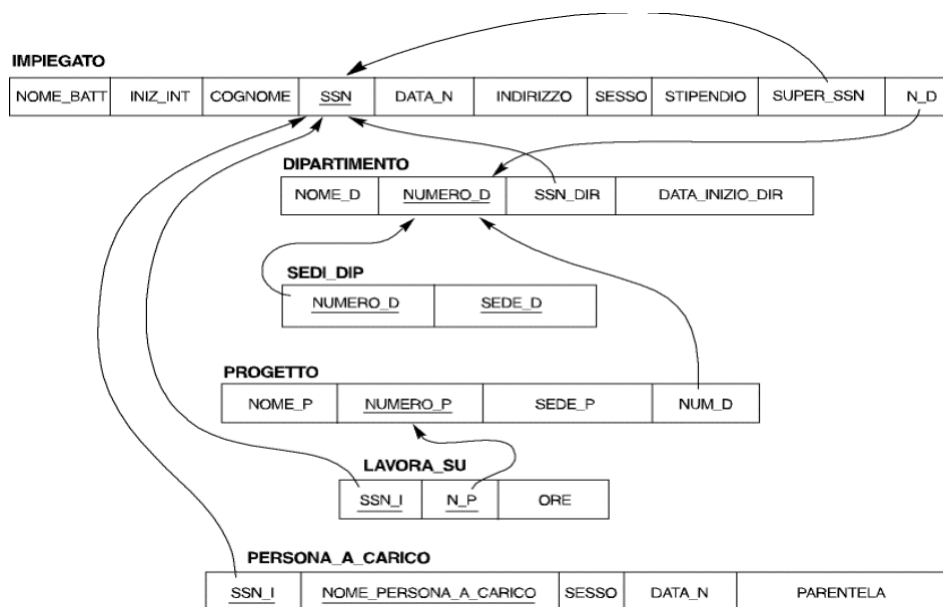 IMPIEGATO
NOME_BATT INIZ_INT COGNOME SSN DATA_N INDIRIZZO SESSO STIPENDIO SUPER_SSN N_D
DIPARTIMENTO
NOME_D NUMERO_D SSN_DIR DATA_INIZIO_DIR
SEDI_DIP
NUMERO_D SEDE_D
PROGETTO
NOME_P NUMERO_P SEDE_P NUM_D
LAVORA_SU
SSN_I N_P ORE
PERSONA_A_CARICO
SSN_I NOME_PERSONA_A_CARICO SESSO DATA_N PARENTELA